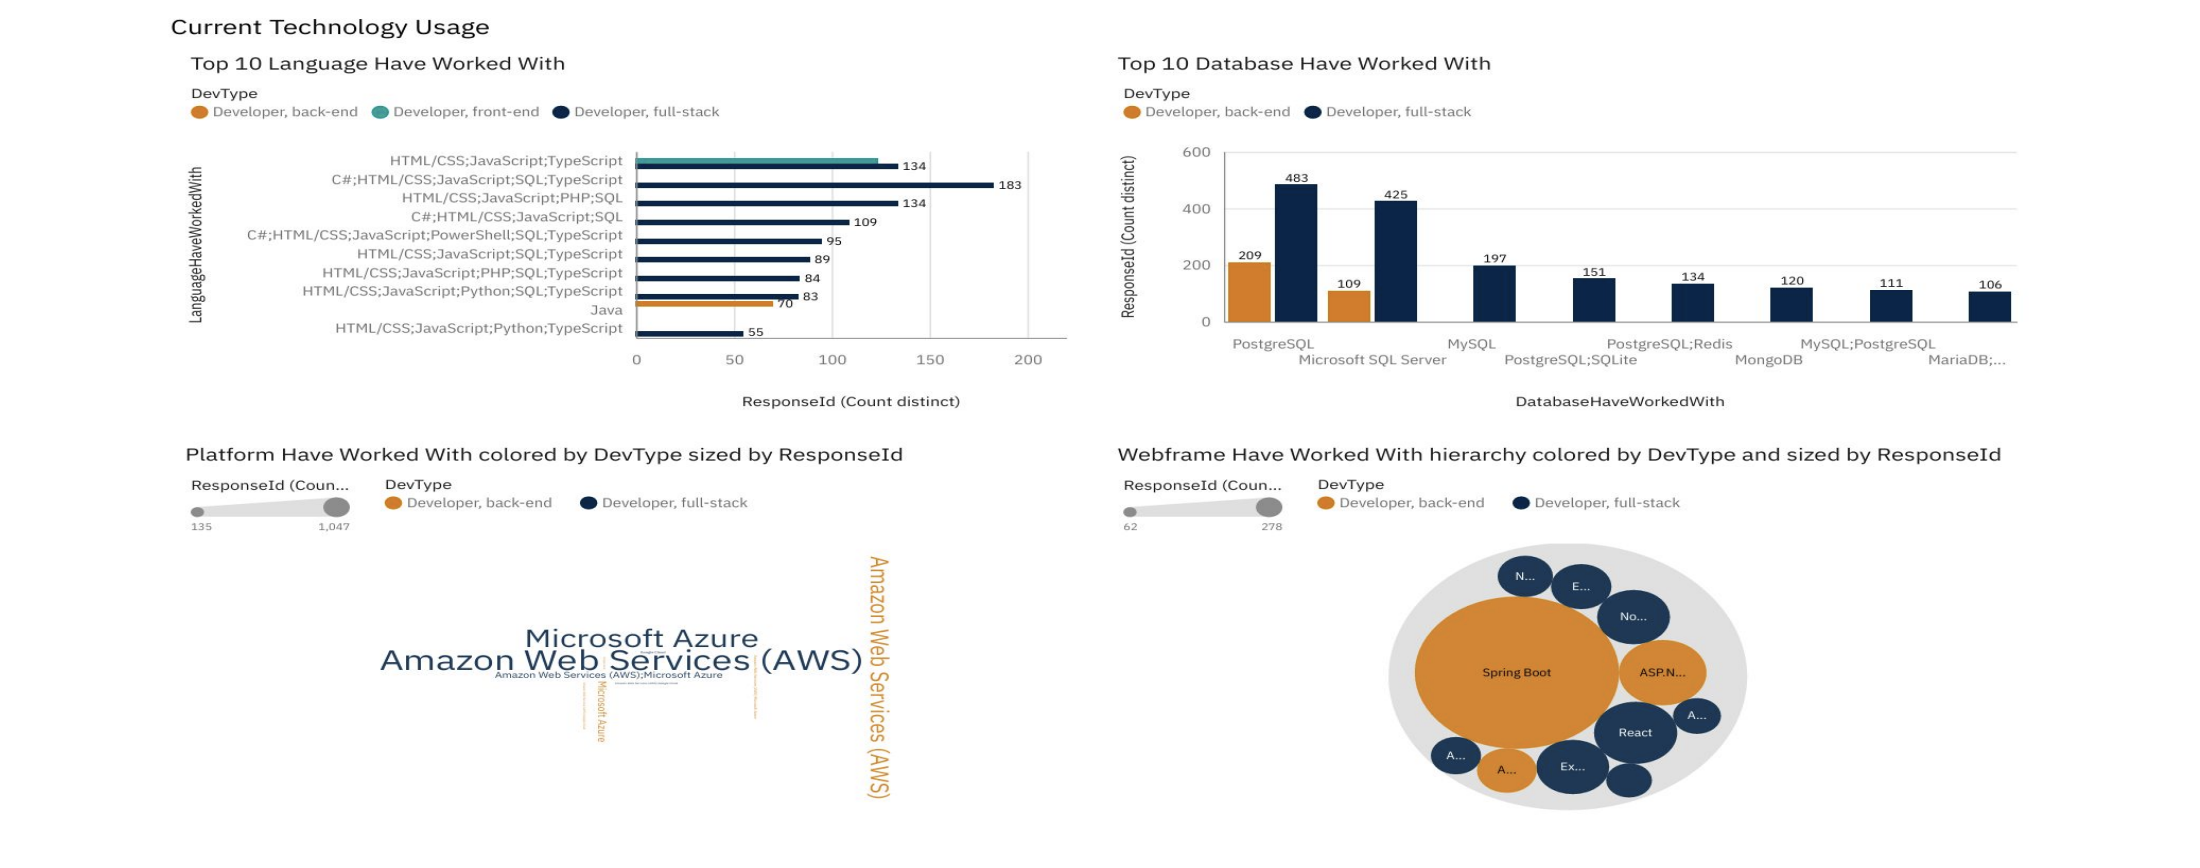 Current Technology Usage
Top 10 Language Have Worked With
DevType
Developer, back-end Developer, front-end Developer, full-stack
LanguageHaveWorkedWith
HTML/CSS;JavaScript;TypeScript 134
C#;HTML/CSS;JavaScript;SQL;TypeScript 183
HTML/CSS;JavaScript;PHP;SQL 134
C#;HTML/CSS;JavaScript;SQL 109
C#;HTML/CSS;JavaScript;PowerShell;SQL;TypeScript 95
HTML/CSS;JavaScript;SQL;TypeScript 89
HTML/CSS;JavaScript;PHP;SQL;TypeScript 84
HTML/CSS;JavaScript;Python;SQL;TypeScript 83
Java 70
HTML/CSS;JavaScript;Python;TypeScript 55
0 50 100 150 200
ResponseId (Count distinct)
Top 10 Database Have Worked With
DevType
Developer, back-end Developer, full-stack
ResponseId (Count distinct)
600
400
200
0
209 483 109 425 197 151 134 120 111 106
PostgreSQL MySQL PostgreSQL;Redis MySQL;PostgreSQL
Microsoft SQL Server PostgreSQL;SQLite MongoDB MariaDB;...
DatabaseHaveWorkedWith
Platform Have Worked With colored by DevType sized by ResponseId
ResponseId (Coun... DevType
Developer, back-end Developer, full-stack
135 1,047
Microsoft Azure
Amazon Web Services (AWS)
Amazon Web Services (AWS);Microsoft Azure
Microsoft Azure
Amazon Web Services (AWS)
Webframe Have Worked With hierarchy colored by DevType and sized by ResponseId
ResponseId (Coun... DevType
Developer, back-end Developer, full-stack
62 278
N...
E...
No...
Spring Boot
ASP.N...
A...
React
A...
A...
Ex...